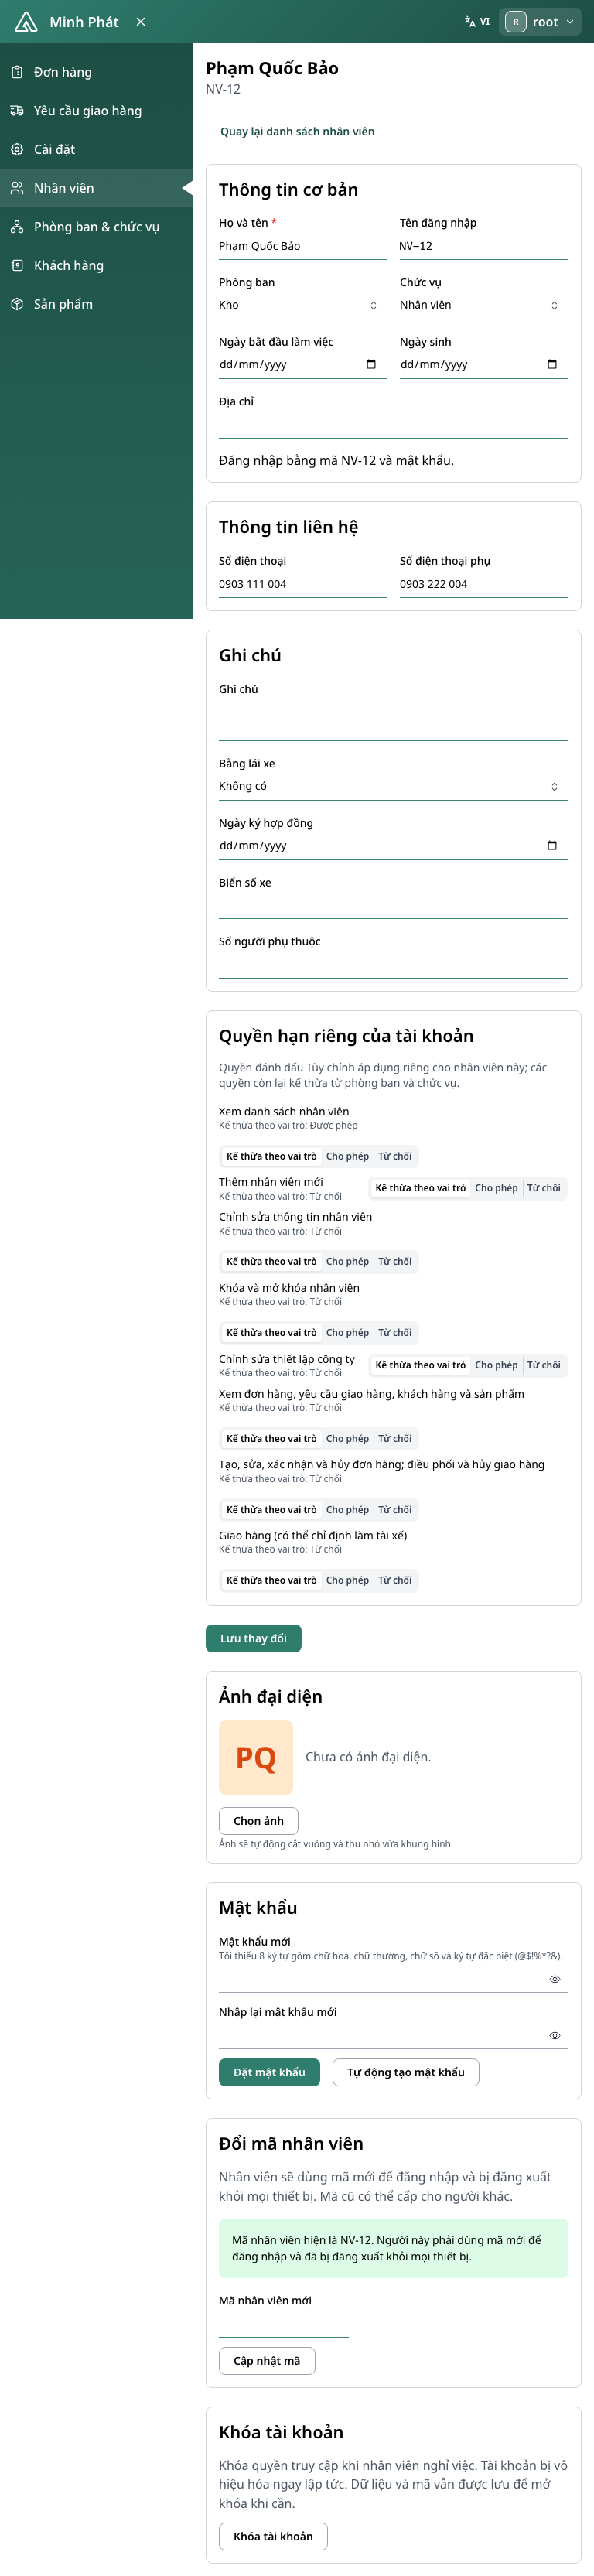 Minh Phát
VI
R
root
Đơn hàng
Yêu cầu giao hàng
Cài đặt
Nhân viên
Phòng ban & chức vụ
Khách hàng
Sản phẩm
Phạm Quốc Bảo
NV-12
Quay lại danh sách nhân viên
Thông tin cơ bản
Họ và tên *
Tên đăng nhập
Phạm Quốc Bảo
NV-12
Phòng ban
Chức vụ
Kho
Nhân viên
Ngày bắt đầu làm việc
Ngày sinh
dd/mm/yyyy
dd/mm/yyyy
Địa chỉ
Đăng nhập bằng mã NV-12 và mật khẩu.
Thông tin liên hệ
Số điện thoại
Số điện thoại phụ
0903 111 004
0903 222 004
Ghi chú
Ghi chú
Bằng lái xe
Không có
Ngày ký hợp đồng
dd/mm/yyyy
Biển số xe
Số người phụ thuộc
Quyền hạn riêng của tài khoản
Quyền đánh dấu Tùy chỉnh áp dụng riêng cho nhân viên này; các
quyền còn lại kế thừa từ phòng ban và chức vụ.
Xem danh sách nhân viên
Kế thừa theo vai trò: Được phép
Kế thừa theo vai trò Cho phép Từ chối
Thêm nhân viên mới
Kế thừa theo vai trò: Từ chối
Kế thừa theo vai trò Cho phép Từ chối
Chỉnh sửa thông tin nhân viên
Kế thừa theo vai trò: Từ chối
Kế thừa theo vai trò Cho phép Từ chối
Khóa và mở khóa nhân viên
Kế thừa theo vai trò: Từ chối
Kế thừa theo vai trò Cho phép Từ chối
Chỉnh sửa thiết lập công ty
Kế thừa theo vai trò: Từ chối
Kế thừa theo vai trò Cho phép Từ chối
Xem đơn hàng, yêu cầu giao hàng, khách hàng và sản phẩm
Kế thừa theo vai trò: Từ chối
Kế thừa theo vai trò Cho phép Từ chối
Tạo, sửa, xác nhận và hủy đơn hàng; điều phối và hủy giao hàng
Kế thừa theo vai trò: Từ chối
Kế thừa theo vai trò Cho phép Từ chối
Giao hàng (có thể chỉ định làm tài xế)
Kế thừa theo vai trò: Từ chối
Kế thừa theo vai trò Cho phép Từ chối
Lưu thay đổi
Ảnh đại diện
PQ
Chưa có ảnh đại diện.
Chọn ảnh
Ảnh sẽ tự động cắt vuông và thu nhỏ vừa khung hình.
Mật khẩu
Mật khẩu mới
Tối thiểu 8 ký tự gồm chữ hoa, chữ thường, chữ số và ký tự đặc biệt (@$!%*?&).
Nhập lại mật khẩu mới
Đặt mật khẩu
Tự động tạo mật khẩu
Đổi mã nhân viên
Nhân viên sẽ dùng mã mới để đăng nhập và bị đăng xuất
khỏi mọi thiết bị. Mã cũ có thể cấp cho người khác.
Mã nhân viên hiện là NV-12. Người này phải dùng mã mới để
đăng nhập và đã bị đăng xuất khỏi mọi thiết bị.
Mã nhân viên mới
Cập nhật mã
Khóa tài khoản
Khóa quyền truy cập khi nhân viên nghỉ việc. Tài khoản bị vô
hiệu hóa ngay lập tức. Dữ liệu và mã vẫn được lưu để mở
khóa khi cần.
Khóa tài khoản